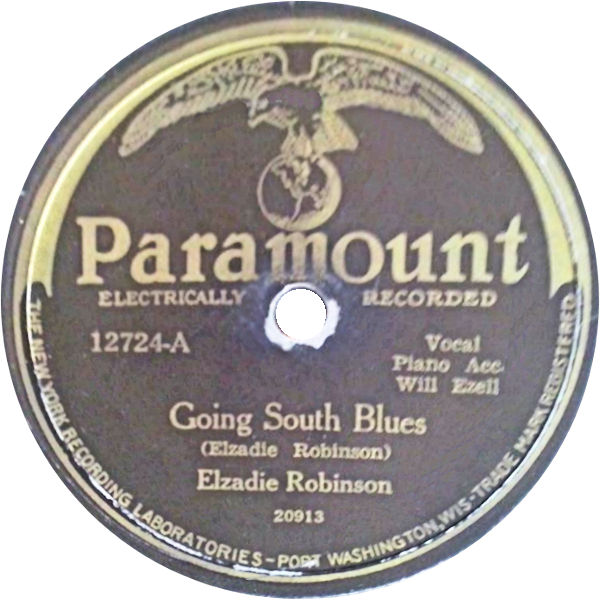 Paramount
ELECTRICALLY RECORDED
12724-A
Vocal
Piano Acc.
Will Ezell
Going South Blues
(Elzadie Robinson)
Elzadie Robinson
20913
THE NEW YORK RECORDING LABORATORIES-PORT WASHINGTON, WIS-TRADE MARK REGISTERED